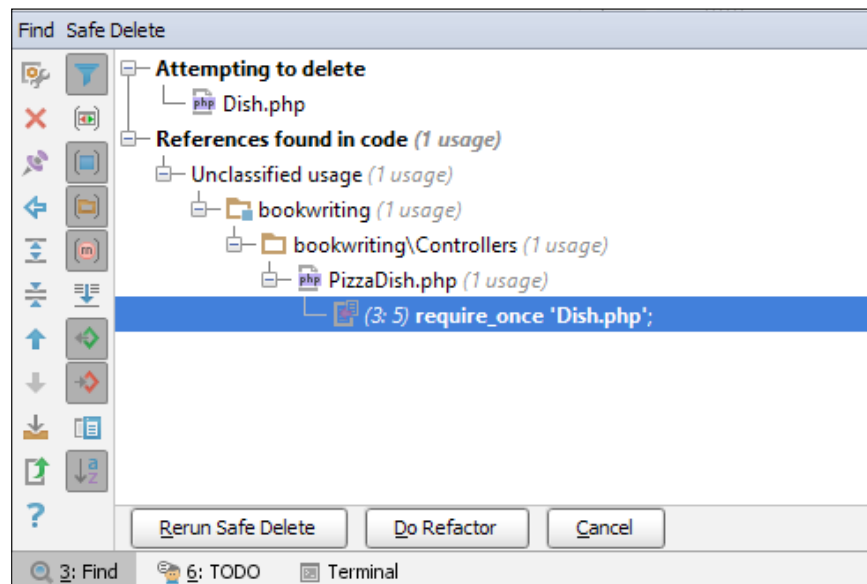 Find Safe Delete
Attempting to delete
php Dish.php
References found in code (1 usage)
Unclassified usage (1 usage)
bookwriting (1 usage)
bookwriting\Controllers (1 usage)
php PizzaDish.php (1 usage)
(3: 5) require_once 'Dish.php';
m
a
z
?
Rerun Safe Delete Do Refactor Cancel
3: Find 6: TODO Terminal